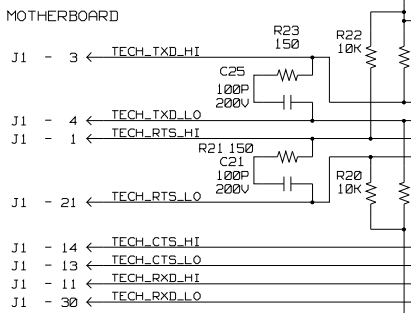 MOTHERBOARD
R23
150
R22
10K
J1 - 3 TECH_TXD_HI
C25
100P
200V
J1 - 4 TECH_TXD_LO
J1 - 1 TECH_RTS_HI
R21 150
C21
100P
200V
R20
10K
J1 - 21 TECH_RTS_LO
J1 - 14 TECH_CTS_HI
J1 - 13 TECH_CTS_LO
J1 - 11 TECH_RXD_HI
J1 - 30 TECH_RXD_LO